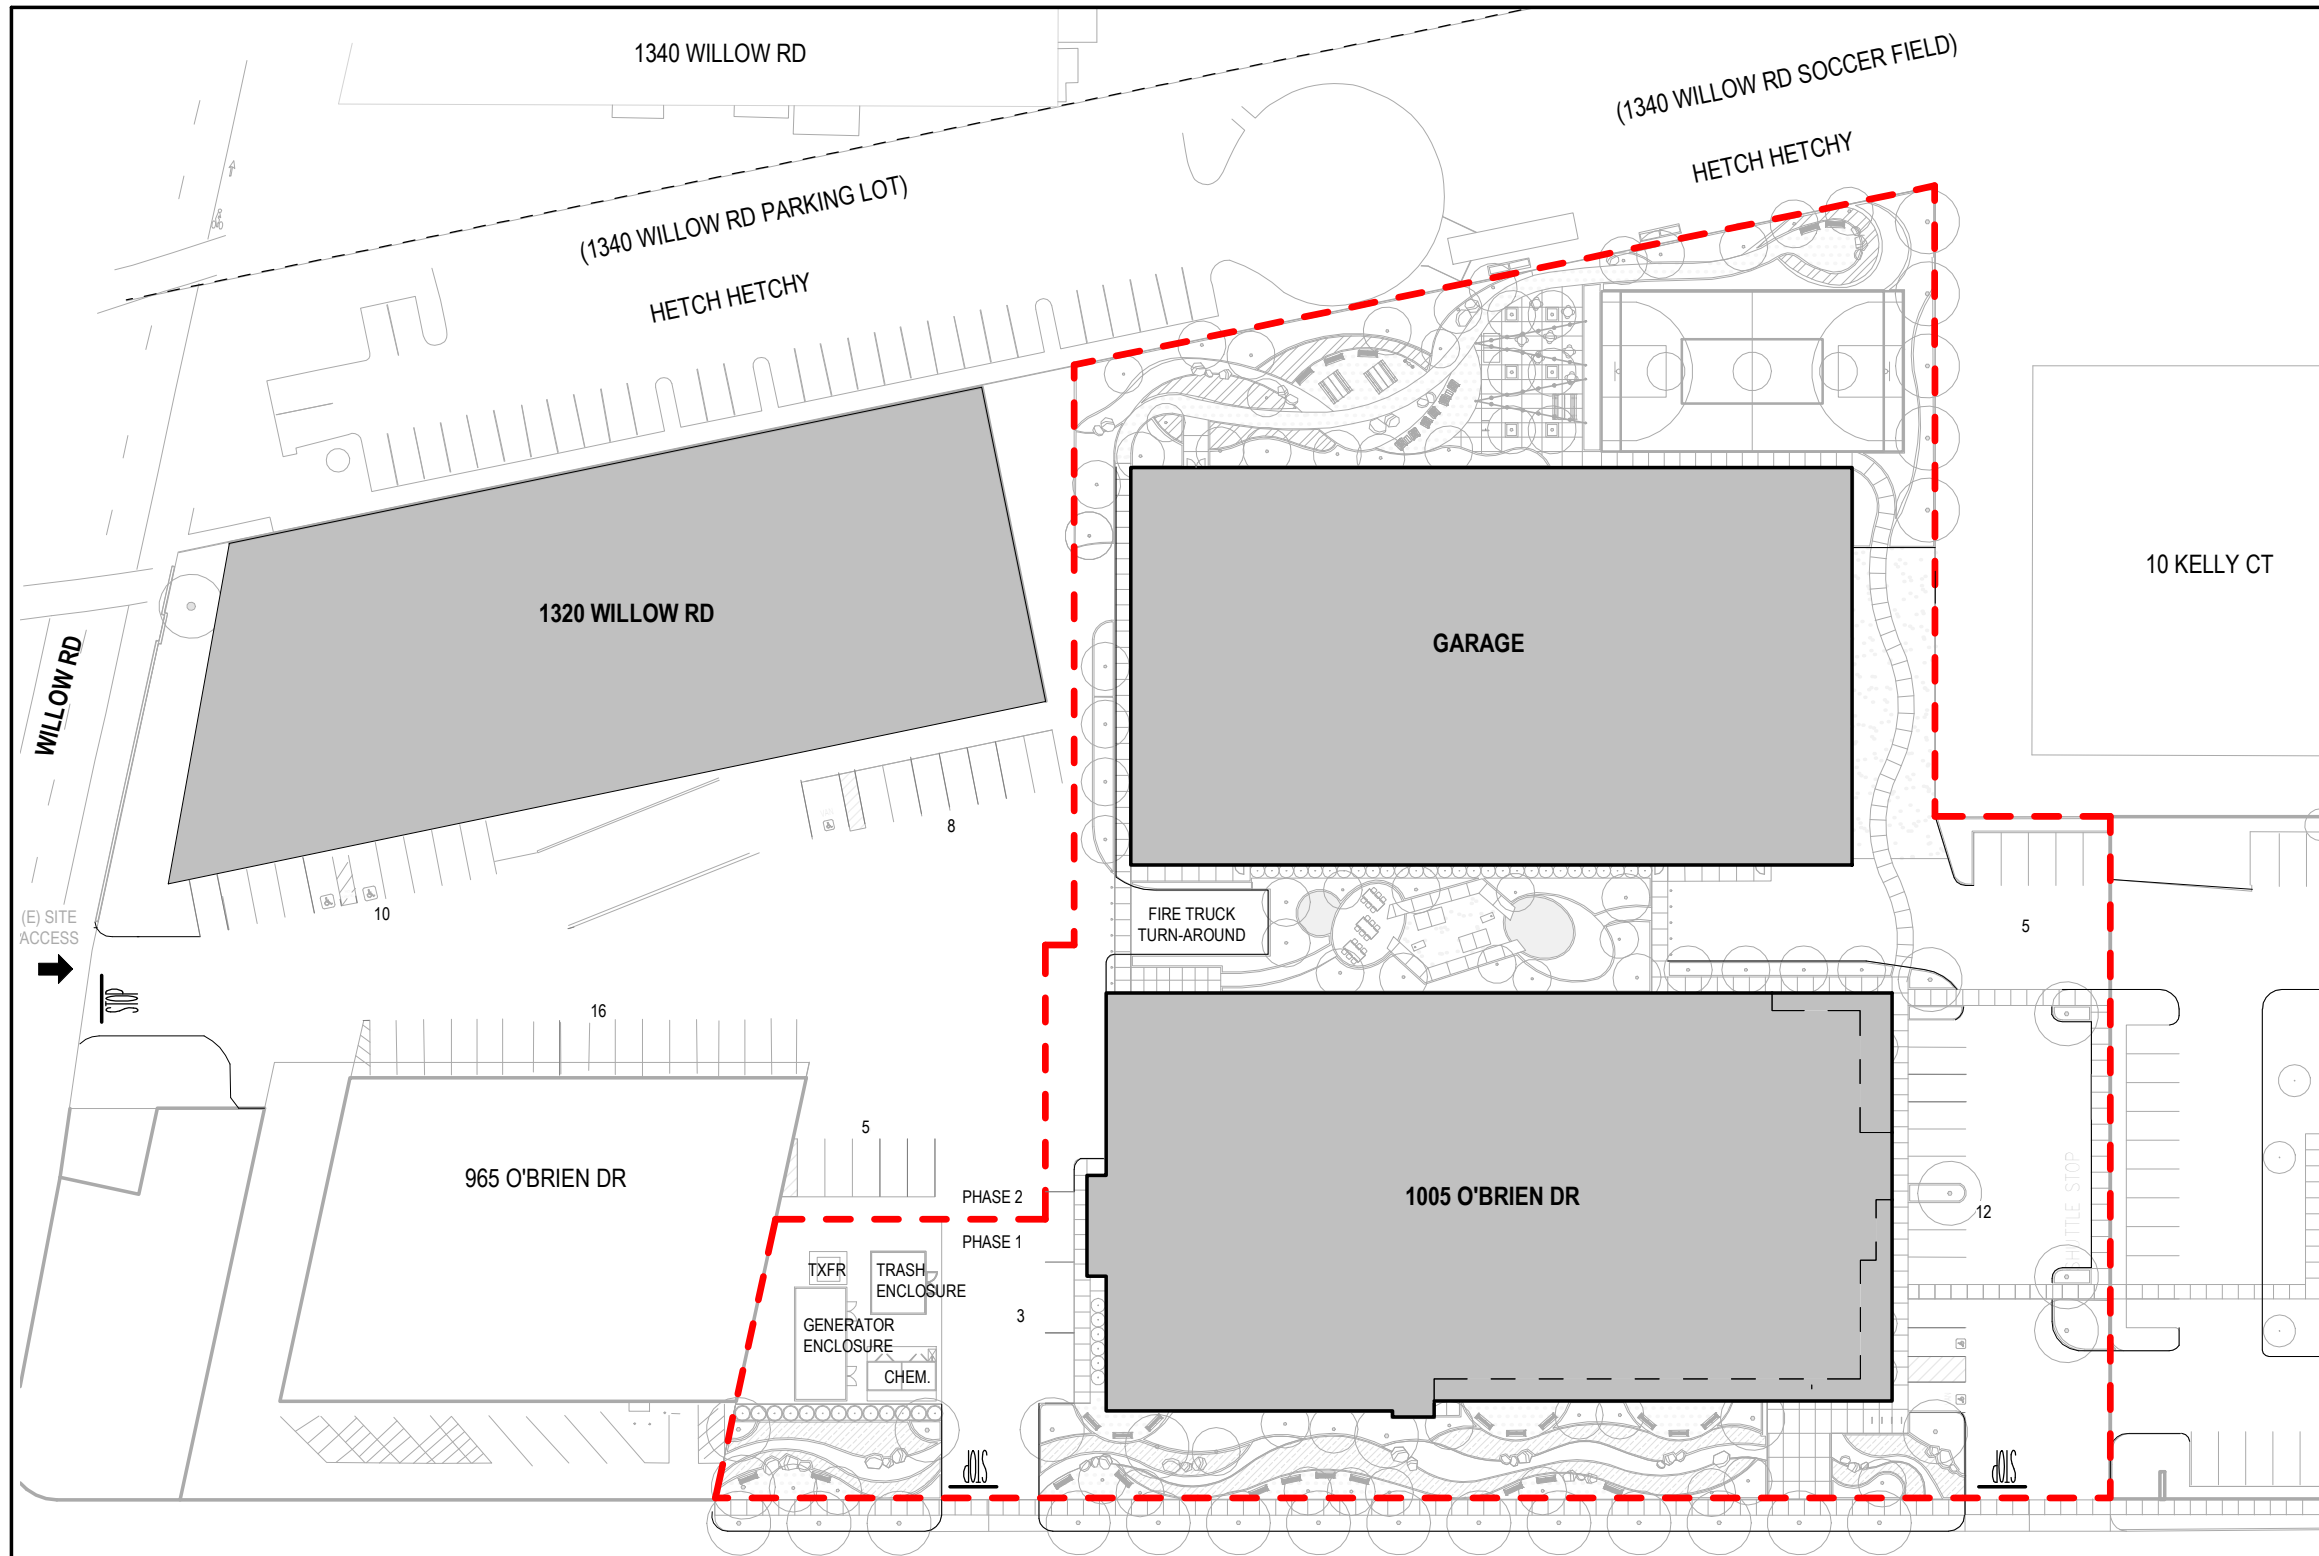 1340 WILLOW RD
(1340 WILLOW RD SOCCER FIELD)
HETCH HETCHY
(1340 WILLOW RD PARKING LOT)
HETCH HETCHY
10 KELLY CT
1320 WILLOW RD
GARAGE
WILLOW RD
8
10
(E) SITE
ACCESS
FIRE TRUCK
TURN-AROUND
5
STOP
16
5
965 O'BRIEN DR
PHASE 2
PHASE 1
1005 O'BRIEN DR
12
SHUTTLE STOP
TXFR
TRASH
ENCLOSURE
GENERATOR
ENCLOSURE
3
CHEM.
STOP
STOP